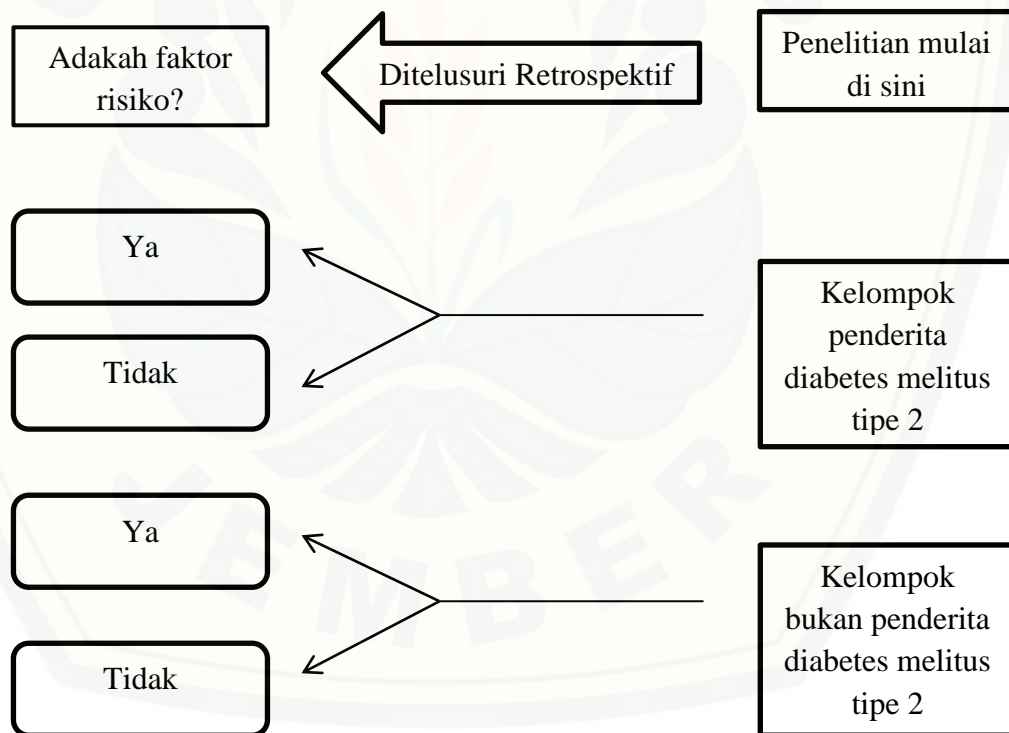 Adakah faktor
risiko?
Ditelusuri Retrospektif
Penelitian mulai
di sini
Ya
Tidak
Kelompok
penderita
diabetes melitus
tipe 2
Ya
Tidak
Kelompok
bukan penderita
diabetes melitus
tipe 2
JEMBER